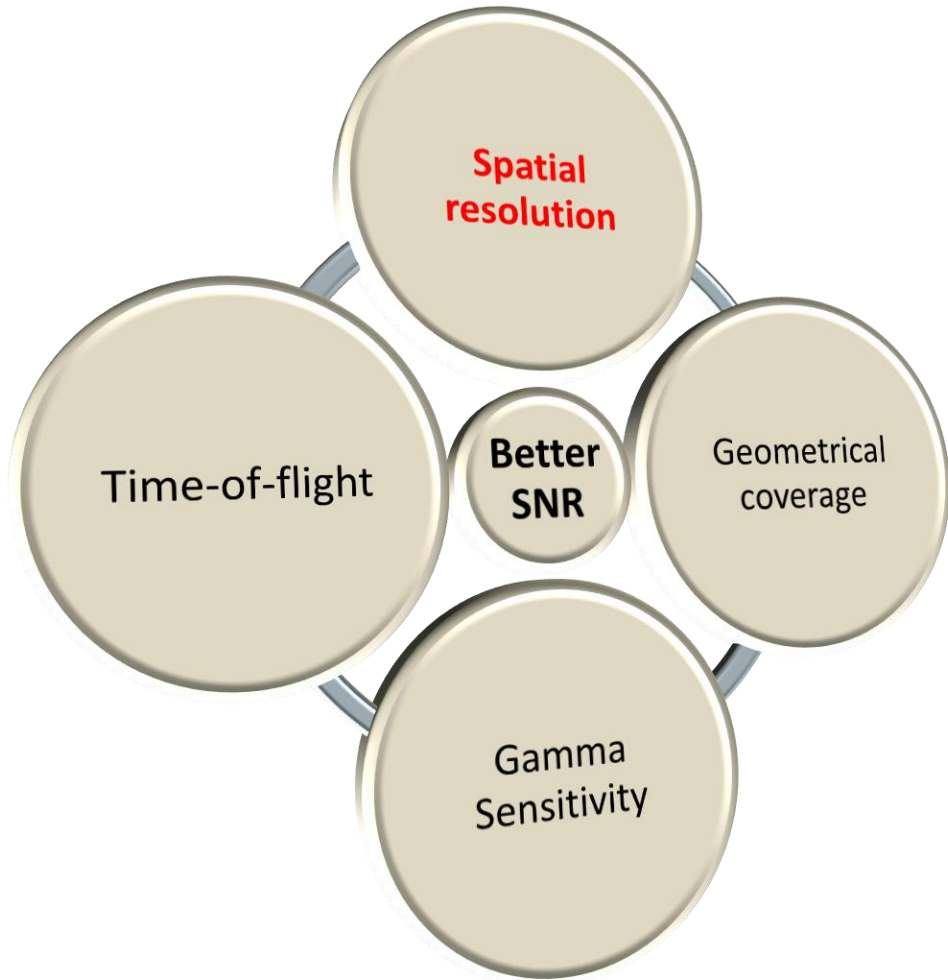 Spatial
resolution
Time-of-flight
Better
SNR
Geometrical
coverage
Gamma
Sensitivity